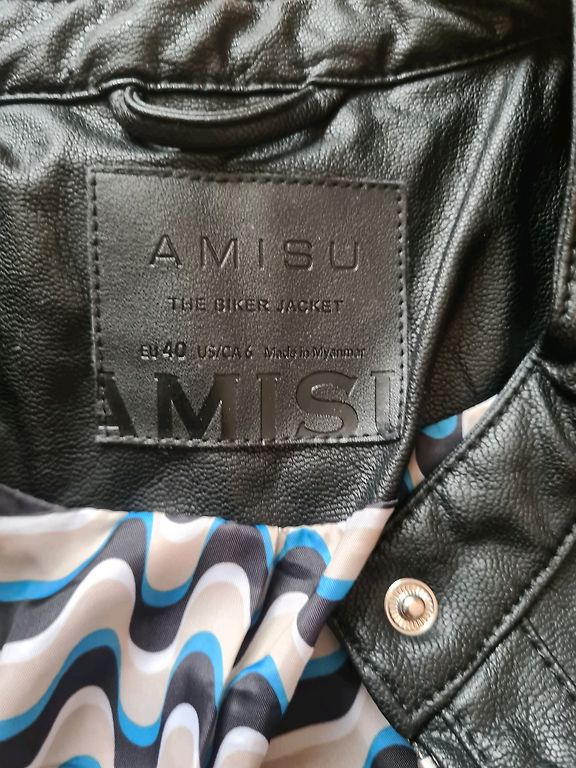 AMISU
THE BIKER JACKET
EU 40 US/CA 6 Made in Myanmar
AMISU